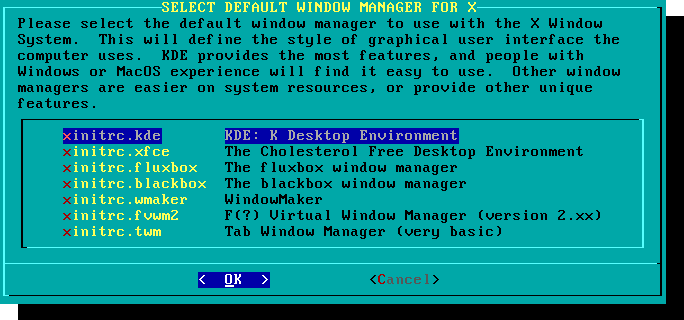 SELECT DEFAULT WINDOW MANAGER FOR X
Please select the default window manager to use with the X Window
System.  This will define the style of graphical user interface the
computer uses.  KDE provides the most features, and people with
Windows or MacOS experience will find it easy to use.  Other window
managers are easier on system resources, or provide other unique
features.
xinitrc.kde KDE: K Desktop Environment
xinitrc.xfce The Cholesterol Free Desktop Environment
xinitrc.fluxbox The fluxbox window manager
xinitrc.blackbox The blackbox window manager
xinitrc.wmaker WindowMaker
xinitrc.fvwm2 F(?) Virtual Window Manager (version 2.xx)
xinitrc.twm Tab Window Manager (very basic)
<  OK  > <Cancel>